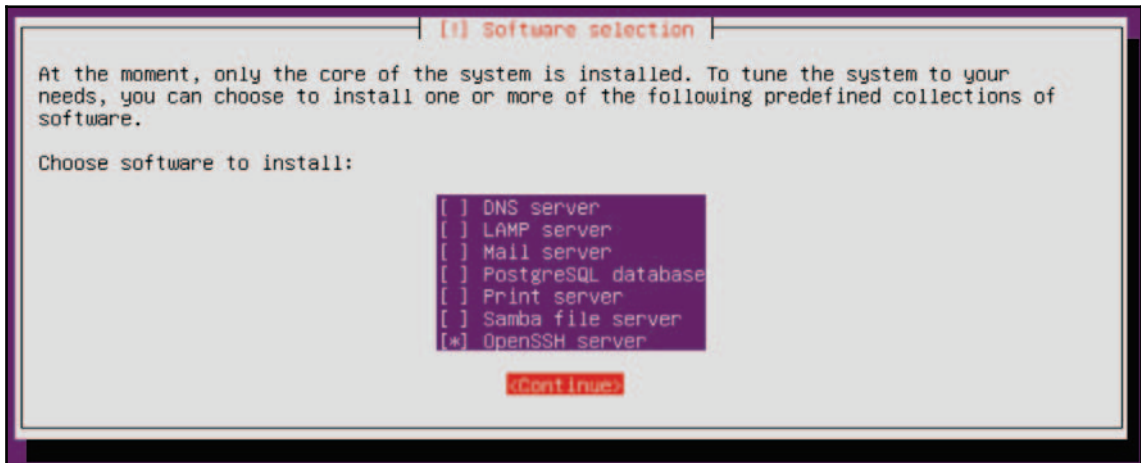 [!] Software selection
At the moment, only the core of the system is installed. To tune the system to your
needs, you can choose to install one or more of the following predefined collections of
software.
Choose software to install:
[ ] DNS server
[ ] LAMP server
[ ] Mail server
[ ] PostgreSQL database
[ ] Print server
[ ] Samba file server
[*] OpenSSH server
<Continue>